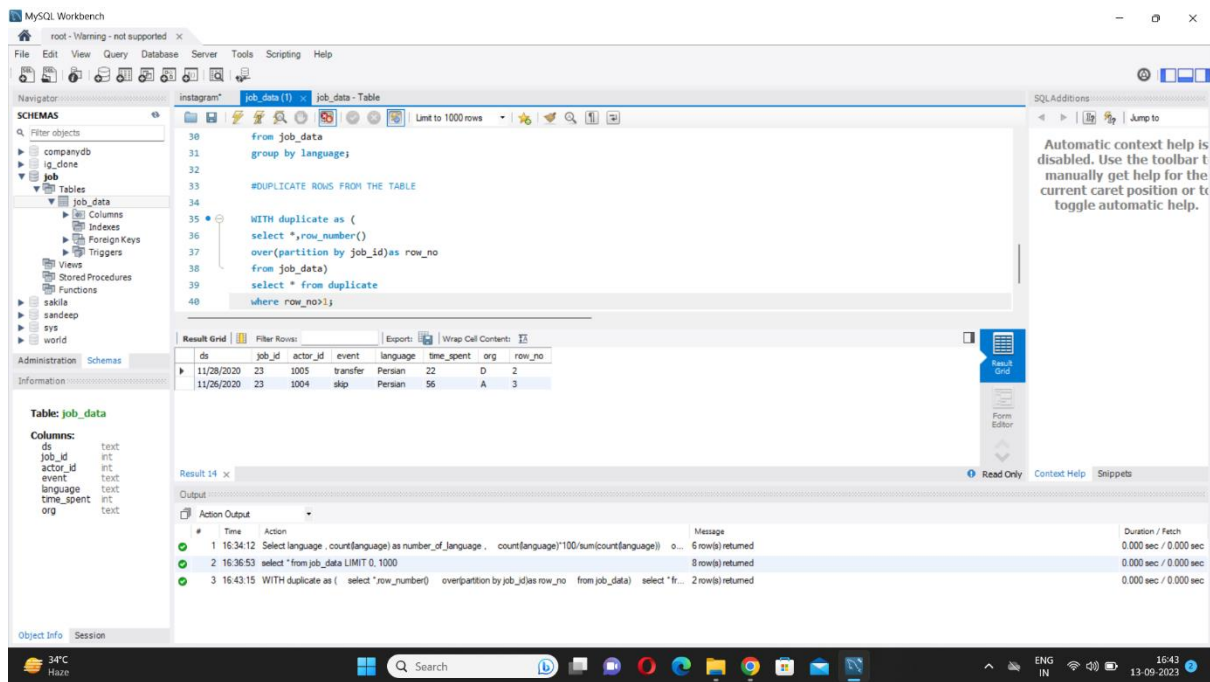 MySQL Workbench
root - Warning - not supported ×
File Edit View Query Database Server Tools Scripting Help
Navigator
SCHEMAS
Filter objects
companydb
ig_clone
job
Tables
job_data
Columns
Indexes
Foreign Keys
Triggers
Views
Stored Procedures
Functions
sakila
sandeep
sys
world
Administration Schemas
Information
Table: job_data
Columns:
ds text
job_id int
actor_id int
event text
language text
time_spent int
org text
Object Info Session
instagram* job_data (1) × job_data - Table
Limit to 1000 rows
30 from job_data
31 group by language;
32
33 #DUPLICATE ROWS FROM THE TABLE
34
35 WITH duplicate as (
36 select *,row_number()
37 over(partition by job_id)as row_no
38 from job_data)
39 select * from duplicate
40 where row_no>1;
Result Grid Filter Rows: Export: Wrap Cell Content: IA
ds job_id actor_id event language time_spent org row_no
11/28/2020 23 1005 transfer Persian 22 D 2
11/26/2020 23 1004 skip Persian 56 A 3
Result Grid
Form Editor
Result 14 ×
Read Only
Output
Action Output
# Time Action Message Duration / Fetch
1 16:34:12 Select language , count(language) as number_of_language , count(language)*100/sum(count(language)) o... 6 row(s) returned 0.000 sec / 0.000 sec
2 16:36:53 select * from job_data LIMIT 0, 1000 8 row(s) returned 0.000 sec / 0.000 sec
3 16:43:15 WITH duplicate as ( select *,row_number() over(partition by job_id)as row_no from job_data) select * fr... 2 row(s) returned 0.000 sec / 0.000 sec
SQLAdditions
Jump to
Automatic context help is
disabled. Use the toolbar t
manually get help for the
current caret position or to
toggle automatic help.
Context Help Snippets
34°C
Haze
Search
ENG
IN
16:43
13-09-2023
2